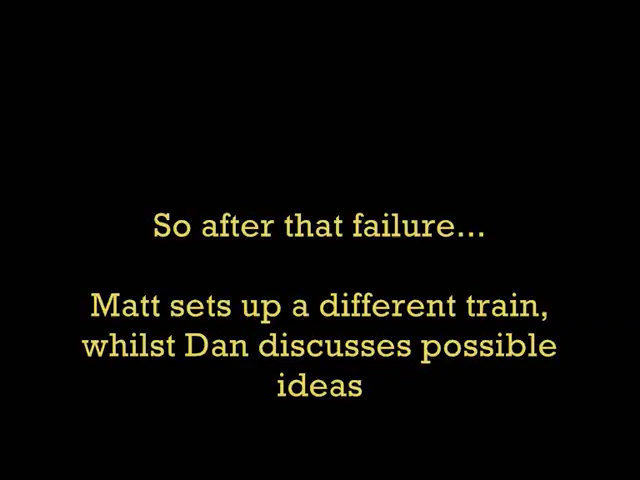 So after that failure...
Matt sets up a different train,
whilst Dan discusses possible
ideas